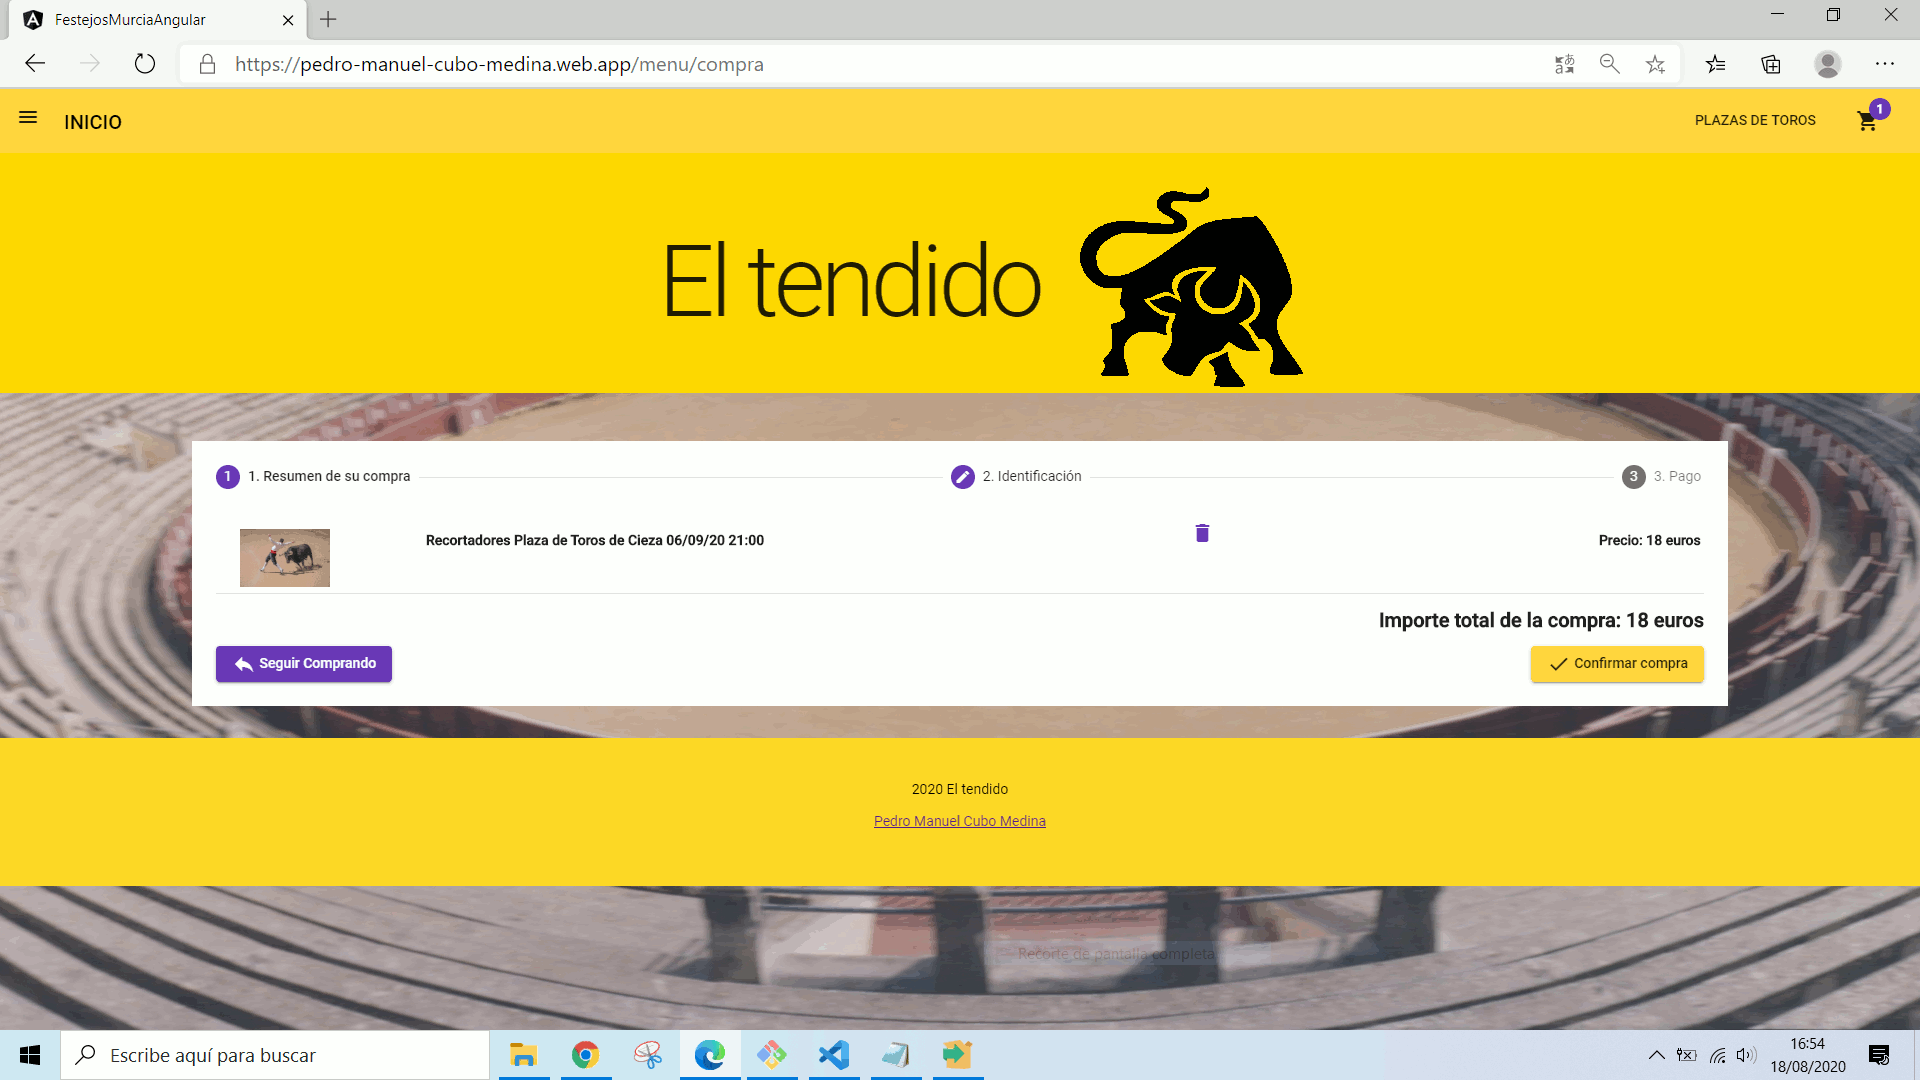 FestejosMurciaAngular
https://pedro-manuel-cubo-medina.web.app/menu/compra
INICIO
PLAZAS DE TOROS
1
El tendido
1 1. Resumen de su compra
2. Identificación
3 3. Pago
Recortadores Plaza de Toros de Cieza 06/09/20 21:00
Precio: 18 euros
Importe total de la compra: 18 euros
Seguir Comprando
Confirmar compra
2020 El tendido
Pedro Manuel Cubo Medina
Recorte de pantalla completa
Escribe aquí para buscar
16:54
18/08/2020